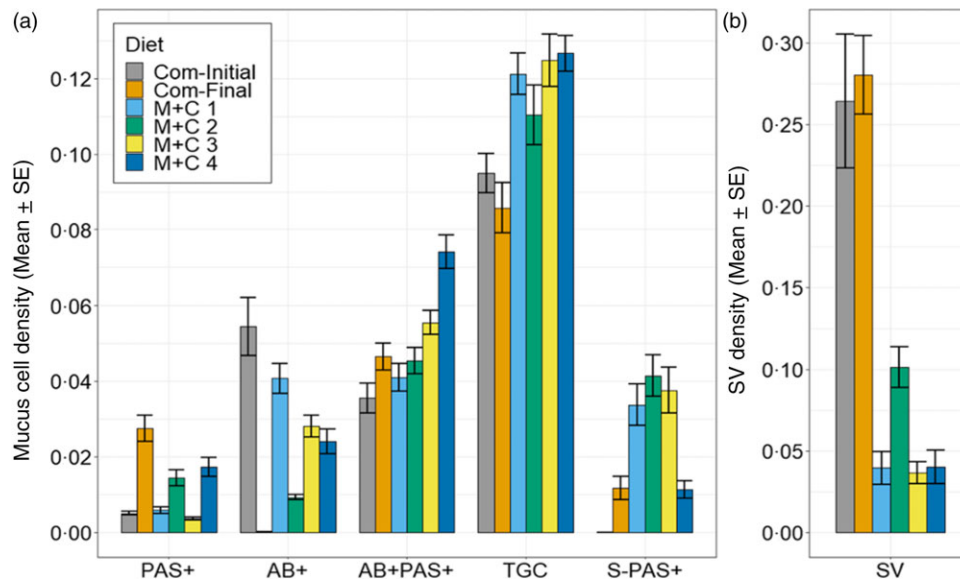 (a)
Diet
Com-Initial
Com-Final
M+C 1
M+C 2
M+C 3
M+C 4
Mucus cell density (Mean ± SE)
0·12
0·10
0·08
0·06
0·04
0·02
0·00
PAS+
AB+
AB+PAS+
TGC
S-PAS+
(b)
SV density (Mean ± SE)
0·30
0·25
0·20
0·15
0·10
0·05
0·00
SV